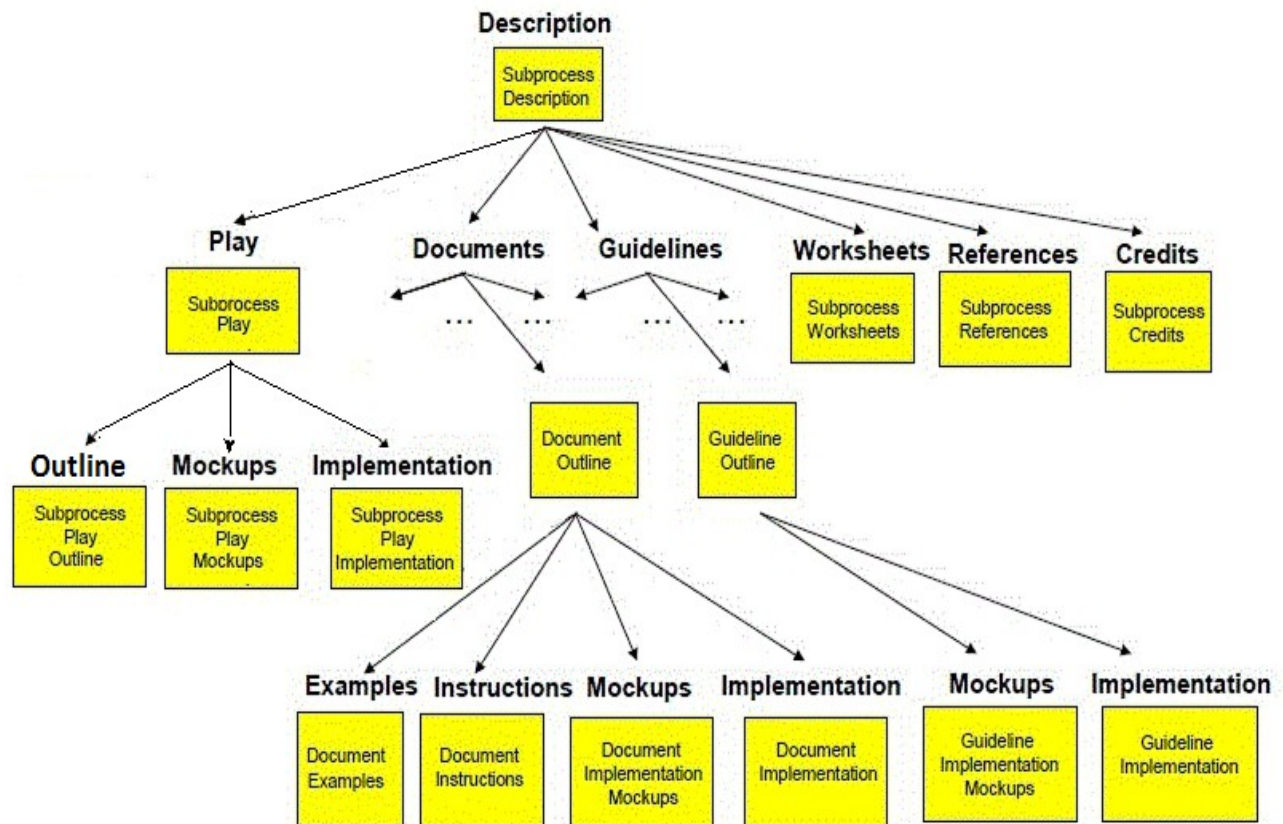 Description
Subprocess
Description
Play
Documents
Guidelines
Worksheets
References
Credits
Subprocess
Play
...
...
...
...
Subprocess
Worksheets
Subprocess
References
Subprocess
Credits
Document
Outline
Guideline
Outline
Outline
Mockups
Implementation
Subprocess
Play
Outline
Subprocess
Play
Mockups
Subprocess
Play
Implementation
Examples
Instructions
Mockups
Implementation
Mockups
Implementation
Document
Examples
Document
Instructions
Document
Implementation
Mockups
Document
Implementation
Guideline
Implementation
Mockups
Guideline
Implementation